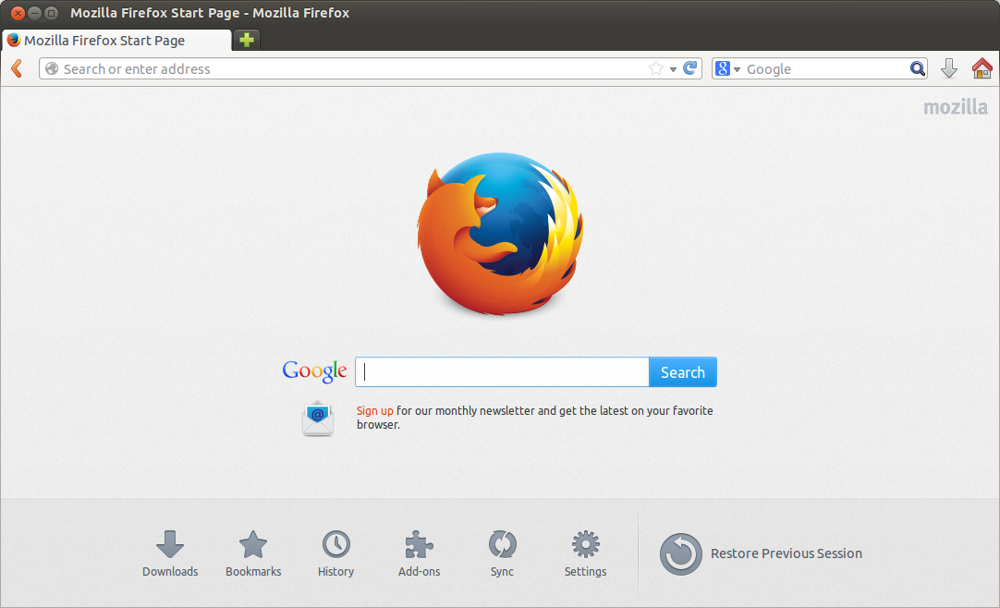 Mozilla Firefox Start Page - Mozilla Firefox
Mozilla Firefox Start Page
Search or enter address
8 Google
mozilla
Google
Search
@
Sign up for our monthly newsletter and get the latest on your favorite
browser.
Downloads Bookmarks History Add-ons Sync Settings Restore Previous Session